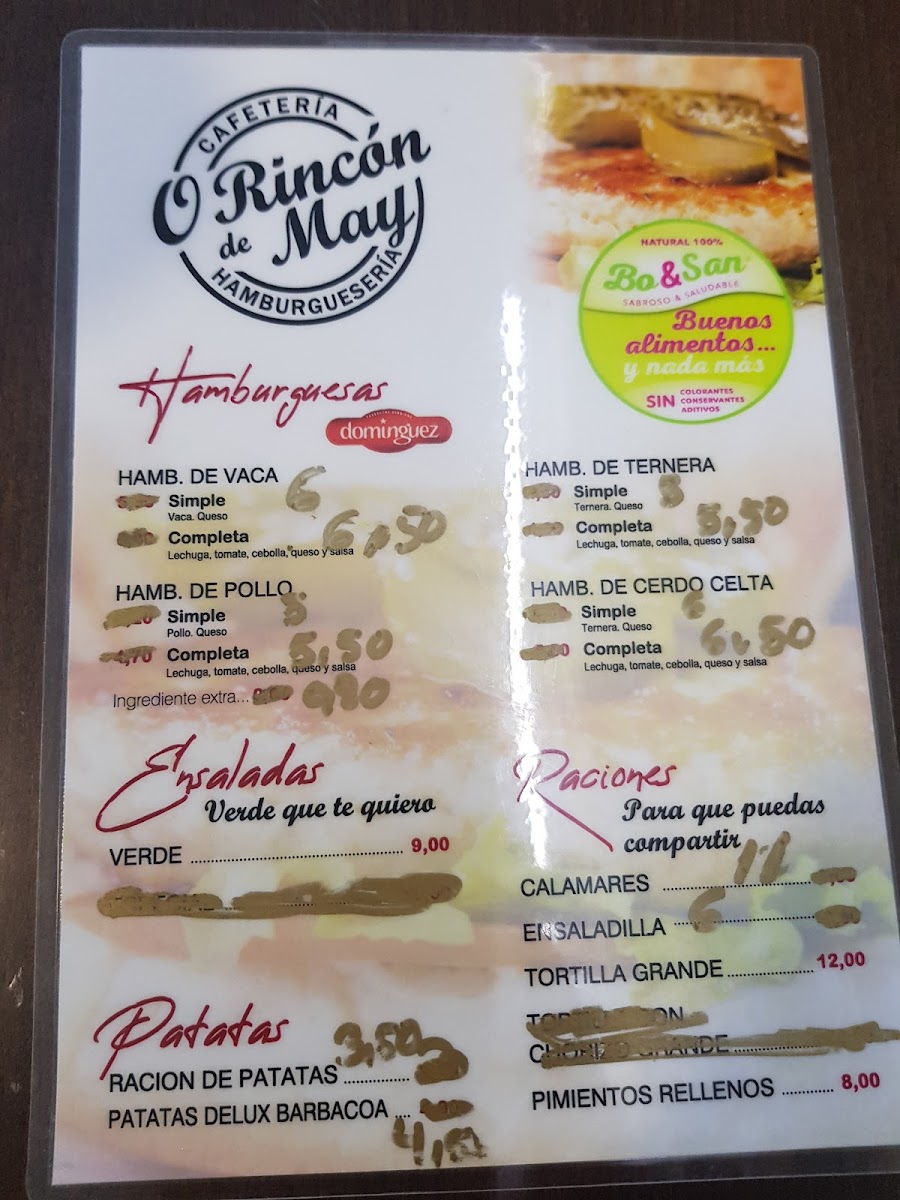 CAFETERÍA
O Rincón
de May
HAMBURGUESERÍA
NATURAL 100%
Bo&San
SABROSO & SALUDABLE
Buenos
alimentos...
y nada más
SIN COLORANTES
CONSERVANTES
ADITIVOS
Hamburguesas
dominguez
HAMB. DE VACA
Simple 6
Vaca. Queso
Completa 6,50
Lechuga, tomate, cebolla, queso y salsa
HAMB. DE POLLO
Simple 5
Pollo. Queso
Completa 5,50
Lechuga, tomate, cebolla, queso y salsa
Ingrediente extra...
HAMB. DE TERNERA
Simple 5
Ternera. Queso
Completa 5,50
Lechuga, tomate, cebolla, queso y salsa
HAMB. DE CERDO CELTA
Simple 6
Ternera. Queso
Completa 6,50
Lechuga, tomate, cebolla, queso y salsa
Ensaladas
Verde que te quiero
VERDE 9,00
Patatas
RACION DE PATATAS 3,50
PATATAS DELUX BARBACOA
Raciones
Para que puedas
compartir
CALAMARES 11
ENSALADILLA 6
TORTILLA GRANDE 12,00
GRANDE
PIMIENTOS RELLENOS 8,00